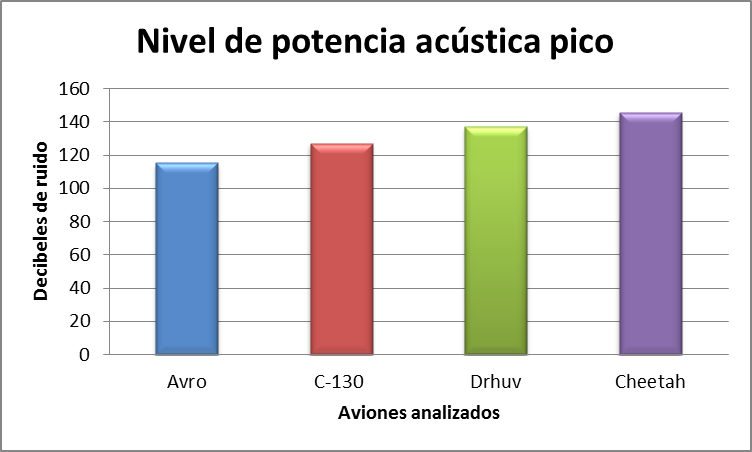 Nivel de potencia acústica pico
Decibeles de ruido
160
140
120
100
80
60
40
20
0
Avro
C-130
Drhuv
Cheetah
Aviones analizados